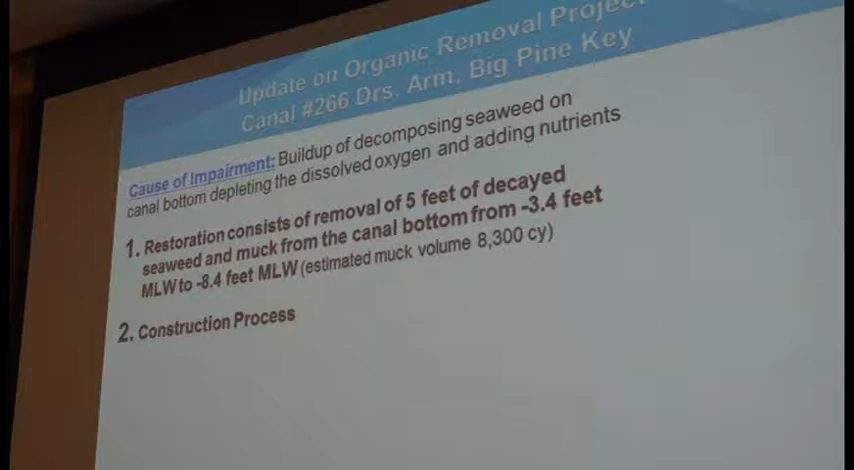 Update on Organic Removal Project
Canal #266 Drs. Arm, Big Pine Key
Cause of Impairment: Buildup of decomposing seaweed on
canal bottom depleting the dissolved oxygen and adding nutrients
1. Restoration consists of removal of 5 feet of decayed
seaweed and muck from the canal bottom from -3.4 feet
MLW to -8.4 feet MLW (estimated muck volume 8,300 cy)
2. Construction Process